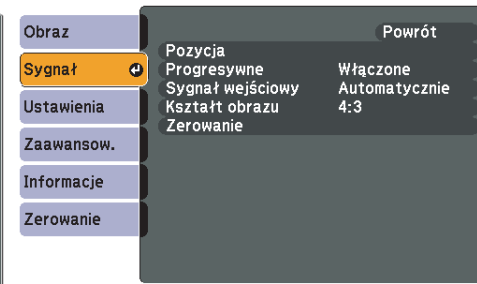 Obraz
Sygnał
Ustawienia
Zaawansow.
Informacje
Zerowanie
Powrót
Pozycja
Progresywne Włączone
Sygnał wejściowy Automatycznie
Kształt obrazu 4:3
Zerowanie